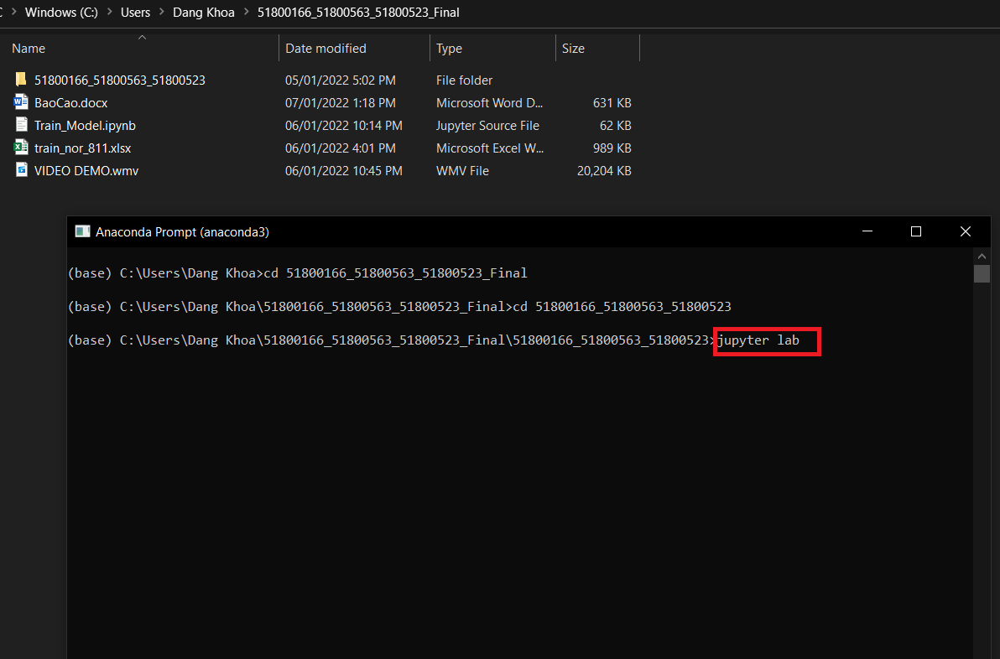 Windows (C:) > Users > Dang Khoa > 51800166_51800563_51800523_Final
Name Date modified Type Size
51800166_51800563_51800523 05/01/2022 5:02 PM File folder
BaoCao.docx 07/01/2022 1:18 PM Microsoft Word D... 631 KB
Train_Model.ipynb 06/01/2022 10:14 PM Jupyter Source File 62 KB
train_nor_811.xlsx 06/01/2022 4:01 PM Microsoft Excel W... 989 KB
VIDEO DEMO.wmv 06/01/2022 10:45 PM WMV File 20,204 KB
Anaconda Prompt (anaconda3)
(base) C:\Users\Dang Khoa>cd 51800166_51800563_51800523_Final
(base) C:\Users\Dang Khoa\51800166_51800563_51800523_Final>cd 51800166_51800563_51800523
(base) C:\Users\Dang Khoa\51800166_51800563_51800523_Final\51800166_51800563_51800523>jupyter lab